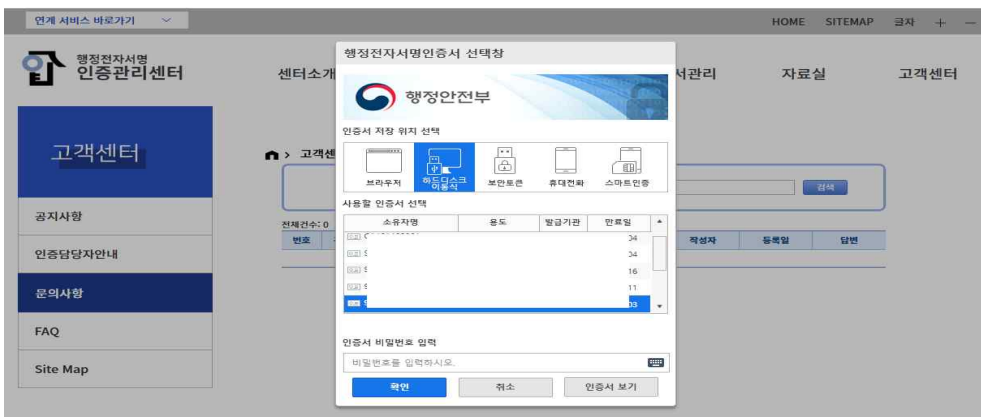 연계 서비스 바로가기
HOME SITEMAP 글자 + -
행정전자서명
인증관리센터
센터소개
서관리 자료실 고객센터
고객센터
공지사항
인증담당자안내
문의사항
FAQ
Site Map
> 고객센
검색
전체건수: 0
번호
작성자 등록일 답변
행정전자서명인증서 선택창
행정안전부
인증서 저장 위치 선택
브라우저 하드디스크 이동식 보안토큰 휴대전화 스마트인증
사용할 인증서 선택
소유자명 용도 발급기관 만료일
04
04
16
11
03
인증서 비밀번호 입력
비밀번호를 입력하시오.
확인 취소 인증서 보기